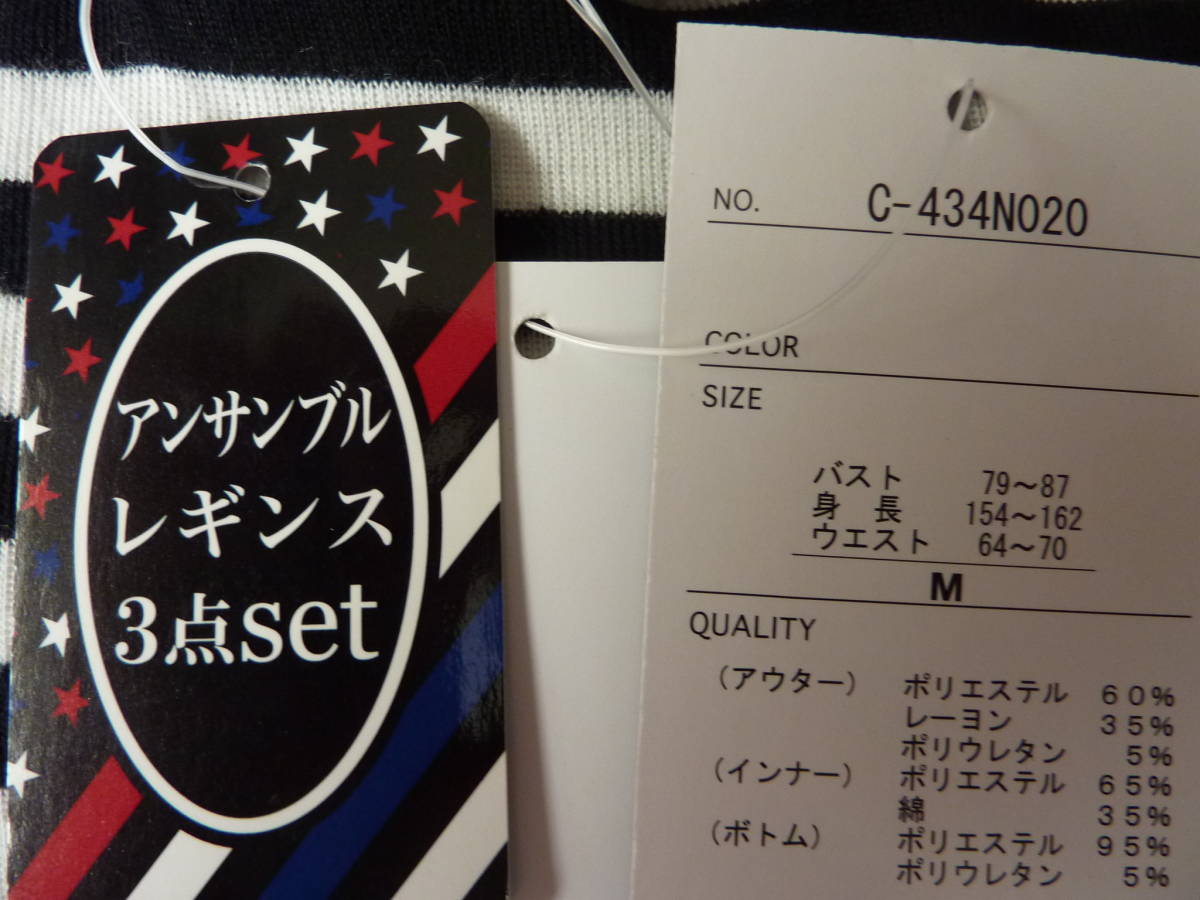 アンサンブル
レギンス
3点set
NO. C-434N020
COLOR
SIZE
バスト 79～87
身 長 154～162
ウエスト 64～70
M
QUALITY
(アウター) ポリエステル 60%
レーヨン 35%
ポリウレタン 5%
(インナー) ポリエステル 65%
綿 35%
(ボトム) ポリエステル 95%
ポリウレタン 5%